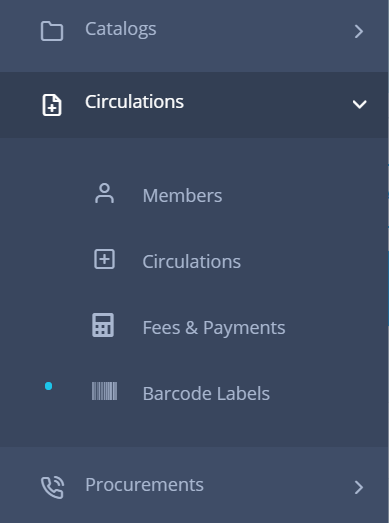 Catalogs
Circulations
Members
Circulations
Fees & Payments
Barcode Labels
Procurements